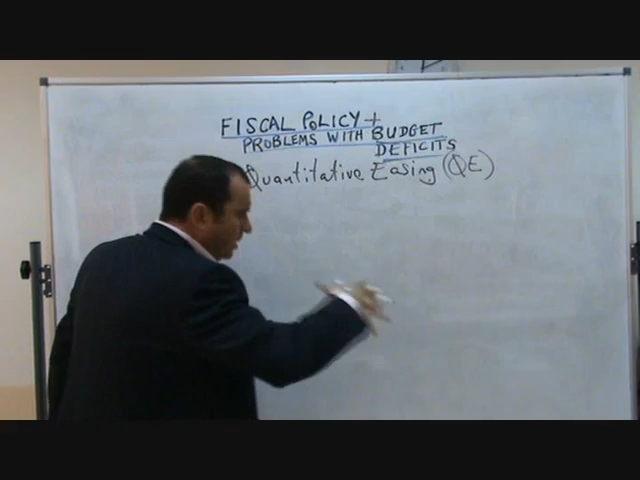 FISCAL POLICY +
PROBLEMS WITH BUDGET
DEFICITS
Quantitative Easing (QE)